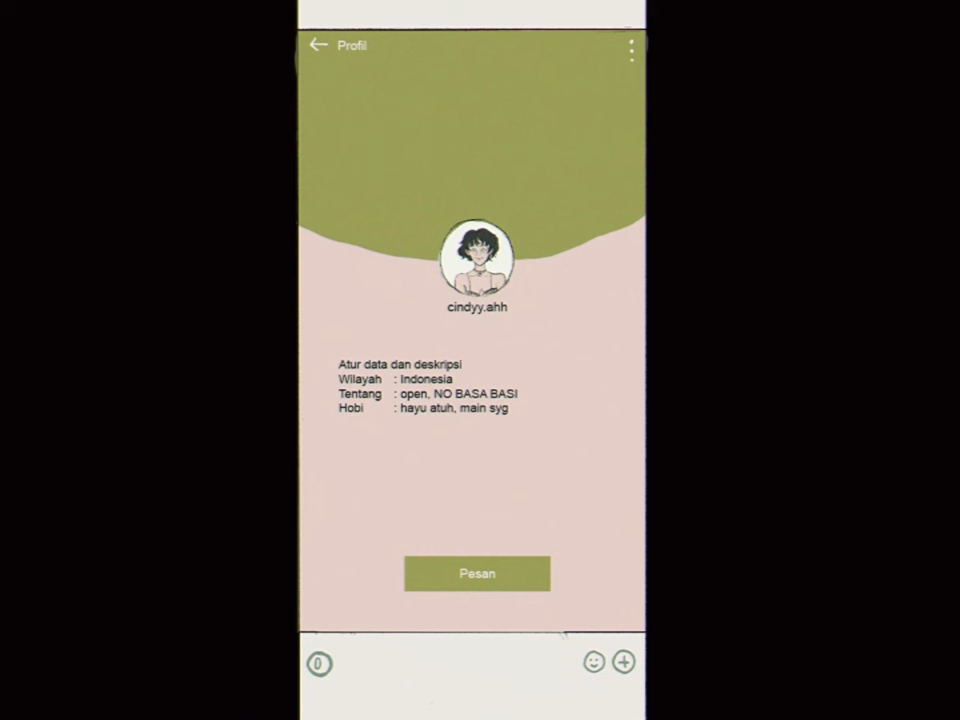 Profil
cindyy.ahh
Atur data dan deskripsi
Wilayah : Indonesia
Tentang : open, NO BASA BASI
Hobi : hayu atuh, main syg
Pesan